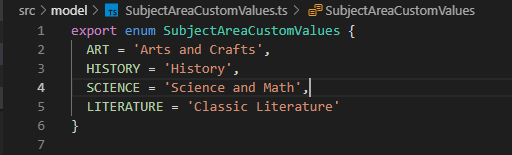 src > model > TS SubjectAreaCustomValues.ts > SubjectAreaCustomValues
1 export enum SubjectAreaCustomValues {
2 ART = 'Arts and Crafts',
3 HISTORY = 'History',
4 SCIENCE = 'Science and Math',
5 LITERATURE = 'Classic Literature'
6 }
7